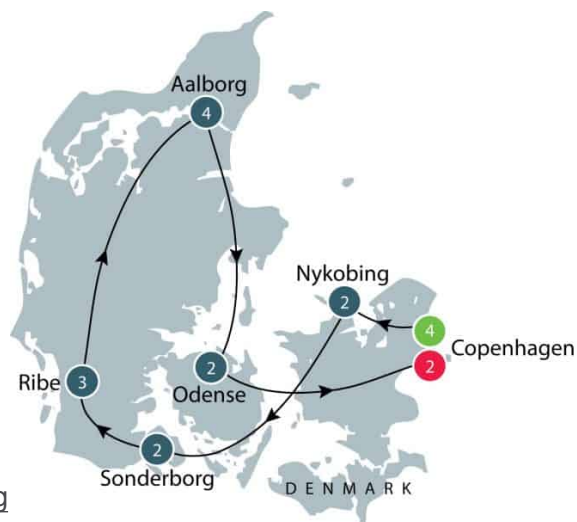 Aalborg
4
Nykobing
2
4
Copenhagen
2
2
Odense
Ribe
3
2
Sonderborg
DENMARK
g